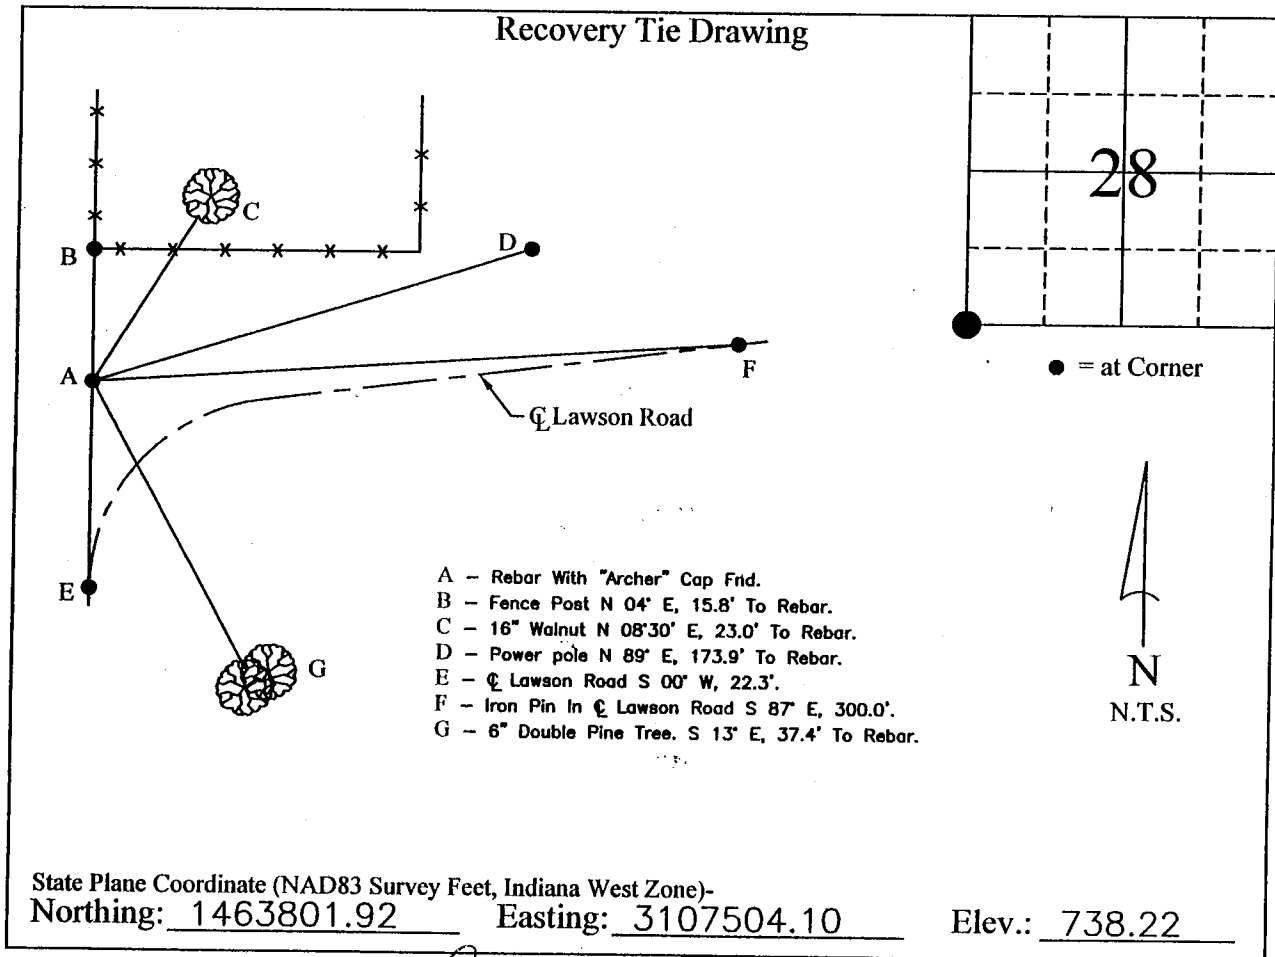 Recovery Tie Drawing
28
C
B
D
A
F
= at Corner
℄ Lawson Road
E
G
N
N.T.S.
A – Rebar With "Archer" Cap Fnd.
B – Fence Post N 04° E, 15.8' To Rebar.
C – 16" Walnut N 08°30' E, 23.0' To Rebar.
D – Power pole N 89° E, 173.9' To Rebar.
E – ℄ Lawson Road S 00° W, 22.3'.
F – Iron Pin In ℄ Lawson Road S 87° E, 300.0'.
G – 6" Double Pine Tree. S 13° E, 37.4' To Rebar.
State Plane Coordinate (NAD83 Survey Feet, Indiana West Zone)-
Northing: 1463801.92 Easting: 3107504.10 Elev.: 738.22